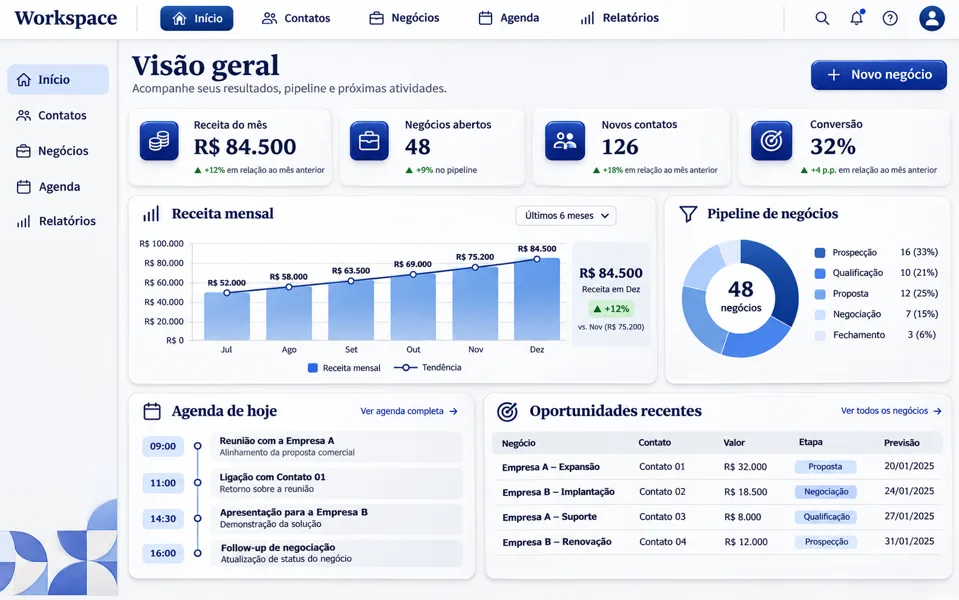 Workspace
Início
Contatos
Negócios
Agenda
Relatórios
Início
Contatos
Negócios
Agenda
Relatórios
Visão geral
Acompanhe seus resultados, pipeline e próximas atividades.
+ Novo negócio
Receita do mês
R$ 84.500
▲ +12% em relação ao mês anterior
Negócios abertos
48
▲ +9% no pipeline
Novos contatos
126
▲ +18% em relação ao mês anterior
Conversão
32%
▲ +4 p.p. em relação ao mês anterior
Receita mensal
Últimos 6 meses
R$ 100.000
R$ 80.000
R$ 60.000
R$ 40.000
R$ 20.000
R$ 0
R$ 52.000
R$ 58.000
R$ 63.500
R$ 69.000
R$ 75.200
R$ 84.500
Jul
Ago
Set
Out
Nov
Dez
Receita mensal
Tendência
R$ 84.500
Receita em Dez
▲ +12%
vs. Nov (R$ 75.200)
Pipeline de negócios
48
negócios
Prospecção 16 (33%)
Qualificação 10 (21%)
Proposta 12 (25%)
Negociação 7 (15%)
Fechamento 3 (6%)
Agenda de hoje
Ver agenda completa →
09:00
Reunião com a Empresa A
Alinhamento da proposta comercial
11:00
Ligação com Contato 01
Retorno sobre a reunião
14:30
Apresentação para a Empresa B
Demonstração da solução
16:00
Follow-up de negociação
Atualização de status do negócio
Oportunidades recentes
Ver todos os negócios →
Negócio Contato Valor Etapa Previsão
Empresa A – Expansão Contato 01 R$ 32.000 Proposta 20/01/2025
Empresa B – Implantação Contato 02 R$ 18.500 Negociação 24/01/2025
Empresa A – Suporte Contato 03 R$ 8.000 Qualificação 27/01/2025
Empresa B – Renovação Contato 04 R$ 12.000 Prospecção 31/01/2025